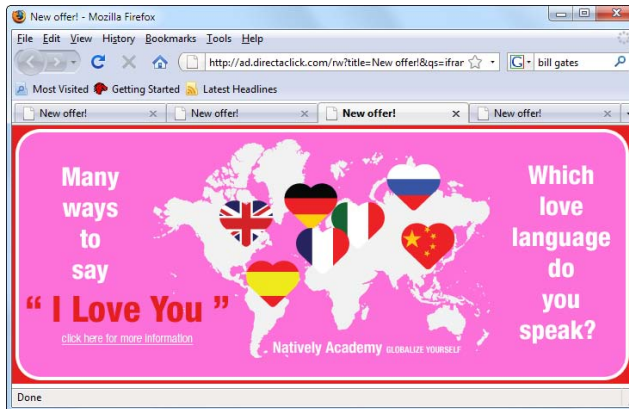 New offer! - Mozilla Firefox
File Edit View History Bookmarks Tools Help
http://ad.directaclick.com/rw?title=New offer!&qs=ifrar
G
bill gates
Most Visited Getting Started Latest Headlines
New offer! New offer! New offer! New offer!
Many
ways
to
say
“ I Love You ”
click here for more information
Which
love
language
do
you
speak?
Natively Academy GLOBALIZE YOURSELF
Done